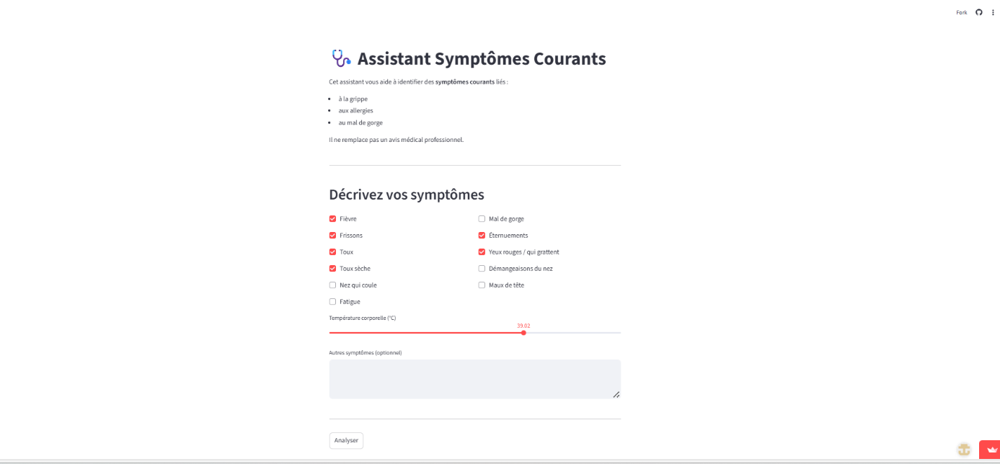 Fork
Assistant Symptômes Courants
Cet assistant vous aide à identifier des symptômes courants liés :
à la grippe
aux allergies
au mal de gorge
Il ne remplace pas un avis médical professionnel.
Décrivez vos symptômes
Fièvre
Frissons
Toux
Toux sèche
Nez qui coule
Fatigue
Mal de gorge
Éternuements
Yeux rouges / qui grattent
Démangeaisons du nez
Maux de tête
Température corporelle (°C)
39.02
Autres symptômes (optionnel)
Analyser